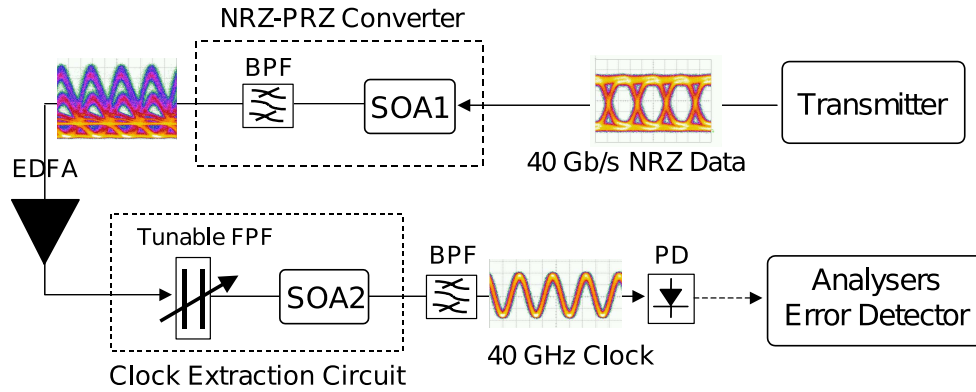 NRZ-PRZ Converter
BPF
SOA1
Transmitter
40 Gb/s NRZ Data
EDFA
Tunable FPF
SOA2
BPF
PD
Analysers
Error Detector
40 GHz Clock
Clock Extraction Circuit